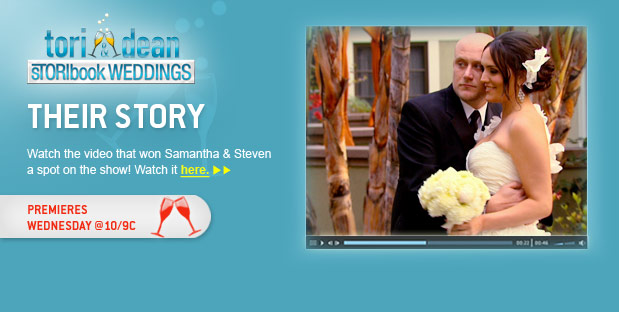 tori & dean
sTORIbook WEDDINGS
THEIR STORY
Watch the video that won Samantha & Steven
a spot on the show! Watch it here.
PREMIERES
WEDNESDAY @10/9C
00:22 00:46